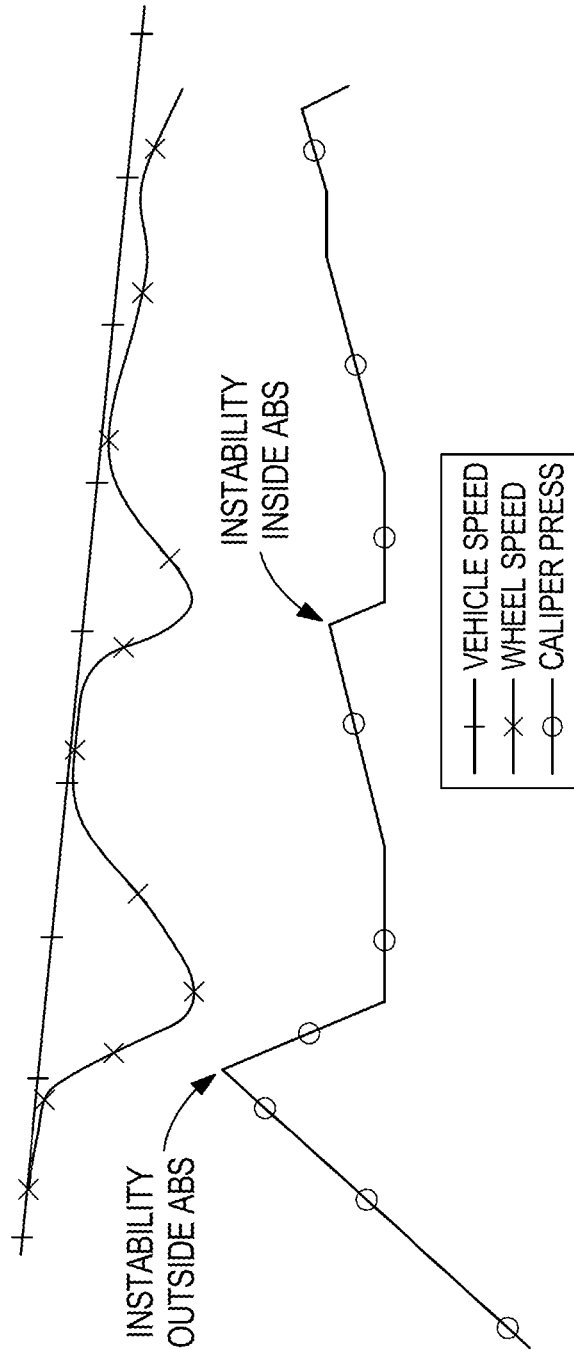 INSTABILITY
OUTSIDE ABS
INSTABILITY
INSIDE ABS
VEHICLE SPEED
WHEEL SPEED
CALIPER PRESS